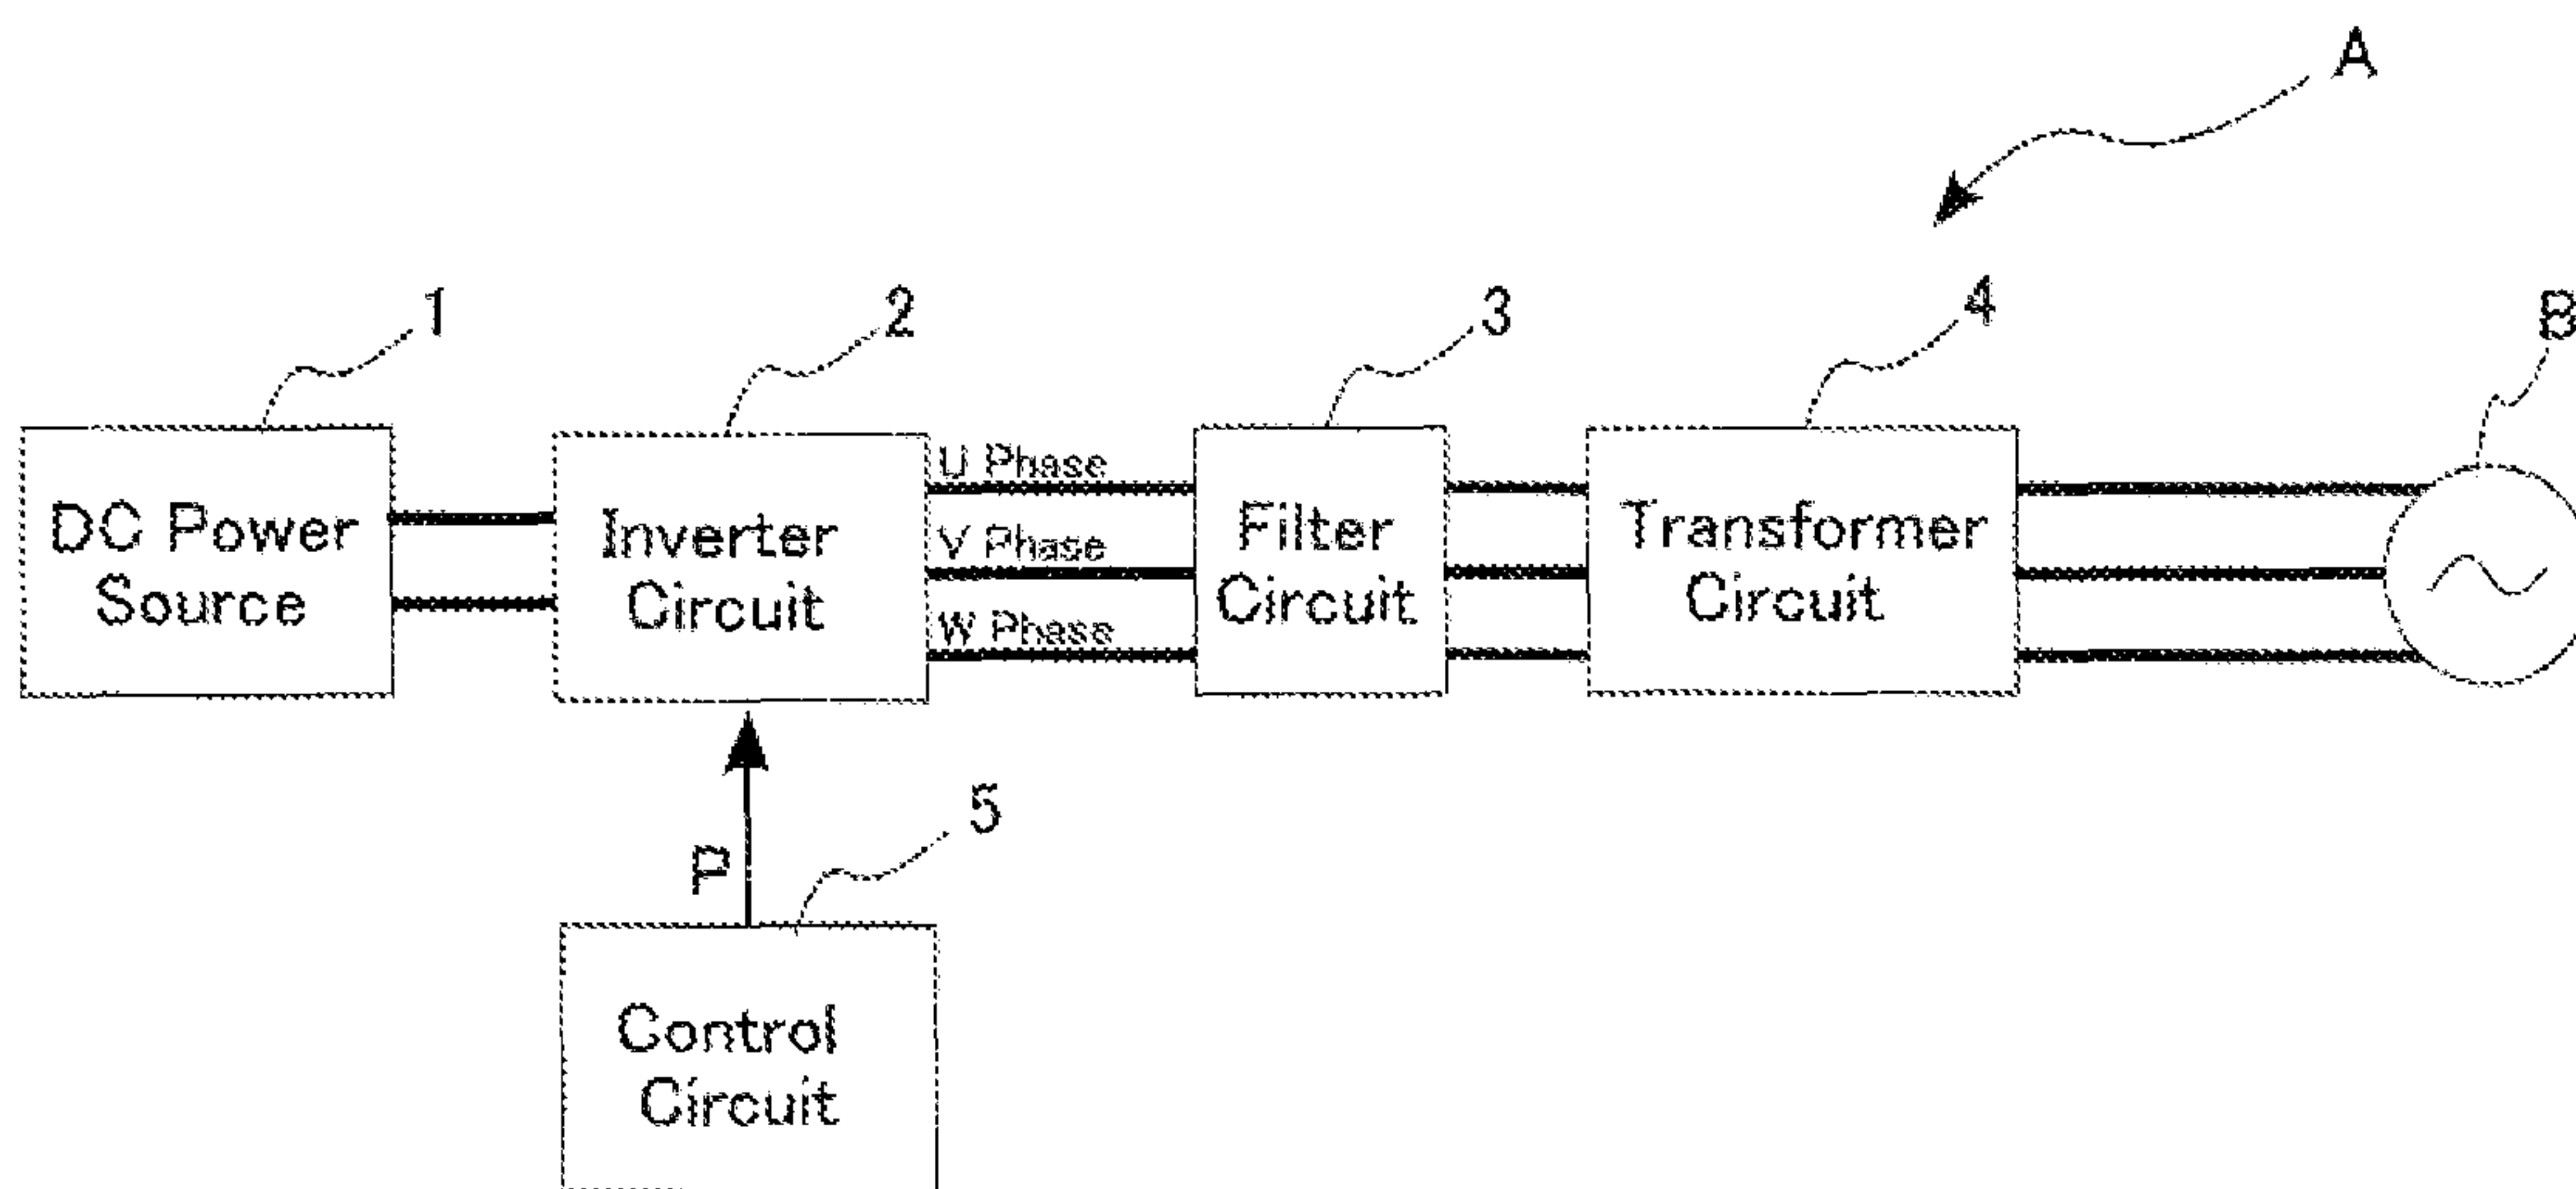 A
1
2
3
4
B
DC Power
Source
Inverter
Circuit
U Phase
V Phase
W Phase
Filter
Circuit
Transformer
Circuit
P
5
Control
Circuit